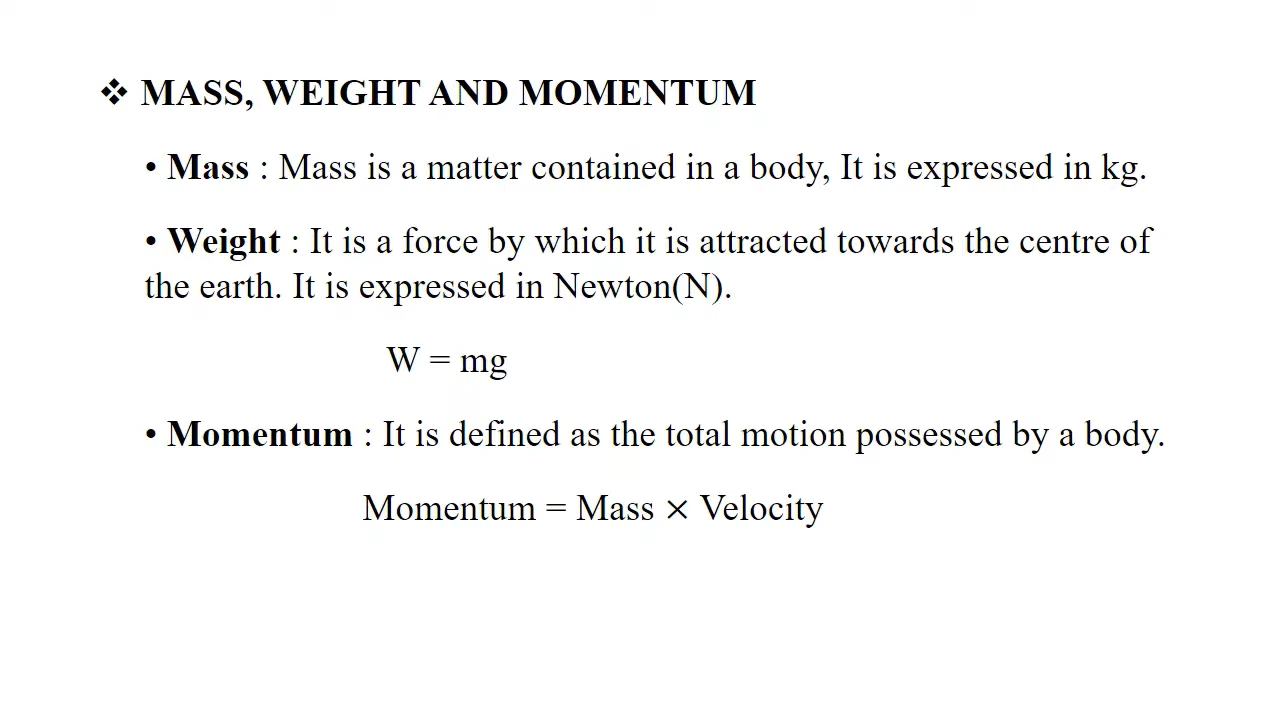 ❖ MASS, WEIGHT AND MOMENTUM
• Mass : Mass is a matter contained in a body, It is expressed in kg.
• Weight : It is a force by which it is attracted towards the centre of
the earth. It is expressed in Newton(N).
W = mg
• Momentum : It is defined as the total motion possessed by a body.
Momentum = Mass × Velocity